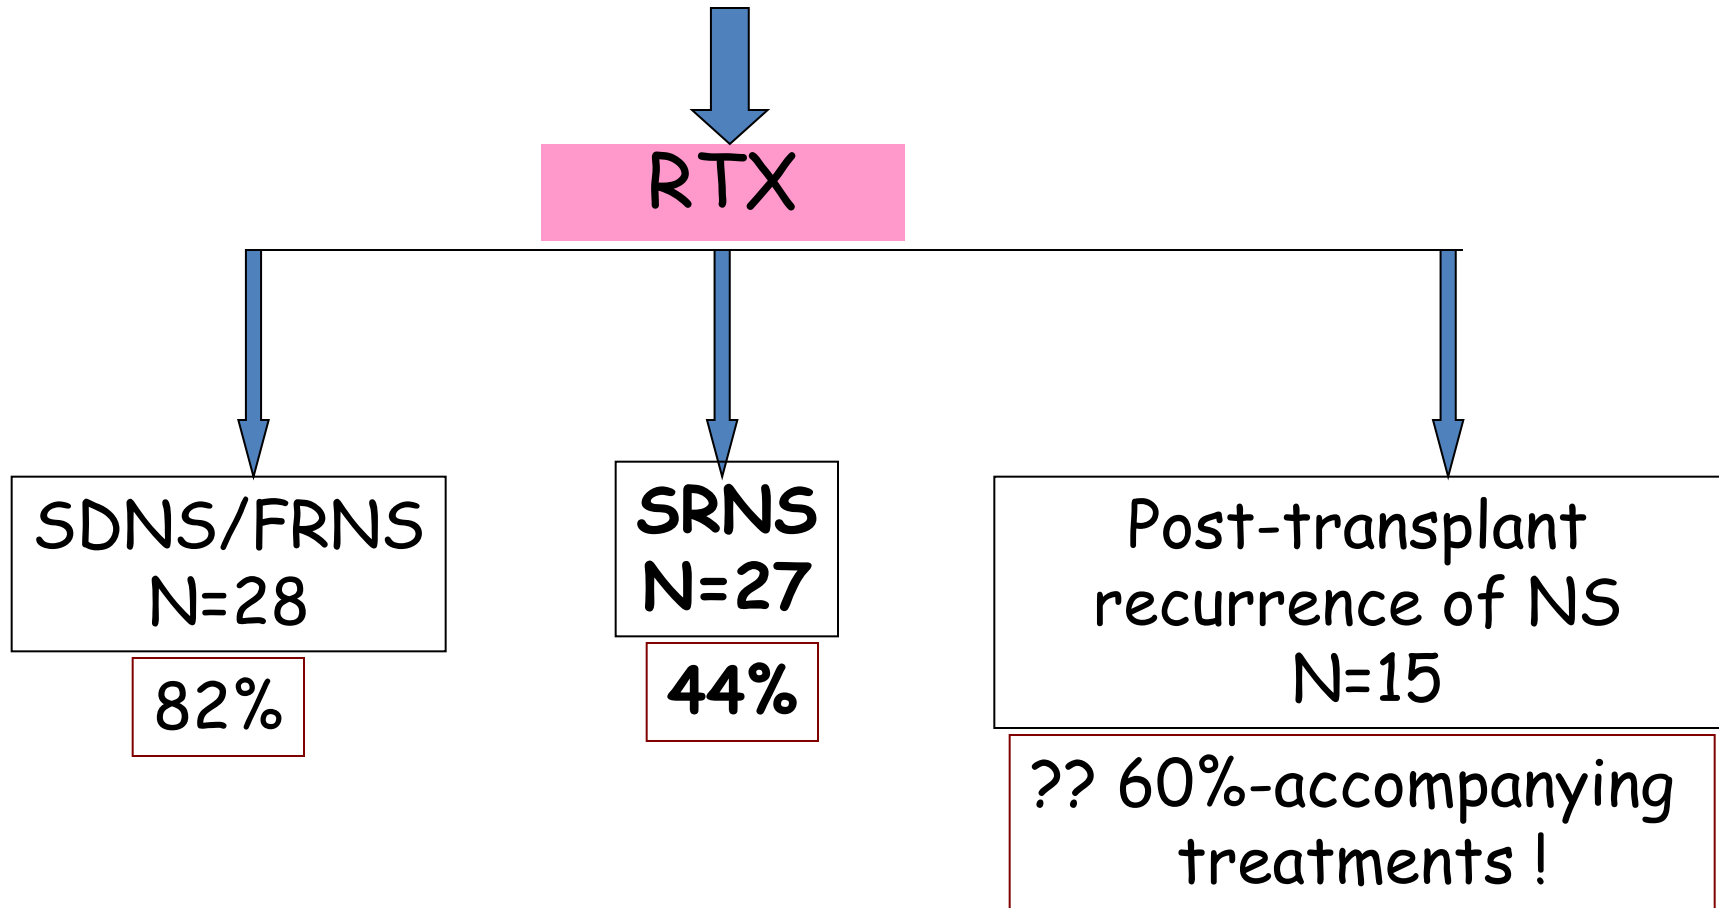 RTX
SDNS/FRNS
N=28
82%
SRNS
N=27
44%
Post-transplant
recurrence of NS
N=15
?? 60%-accompanying
treatments !